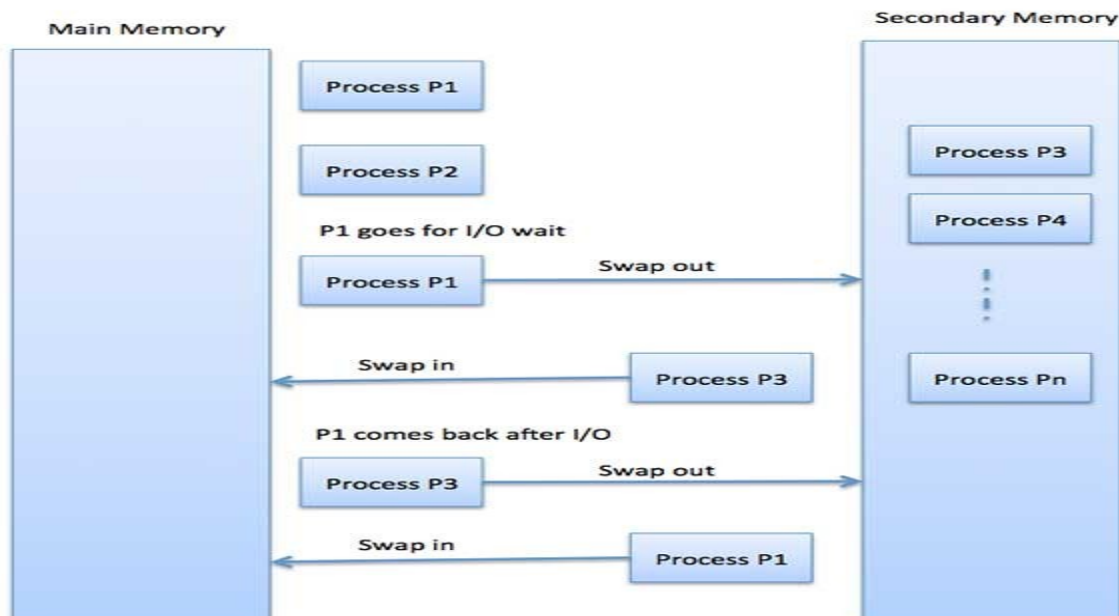 Main Memory
Secondary Memory
Process P1
Process P2
P1 goes for I/O wait
Process P1
Swap out
Swap in
Process P3
P1 comes back after I/O
Process P3
Swap out
Swap in
Process P1
Process P3
Process P4
Process Pn